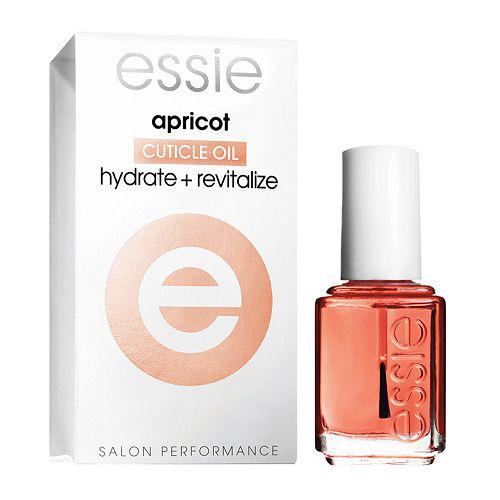 essie
apricot
CUTICLE OIL
hydrate + revitalize
e
SALON PERFORMANCE
essie